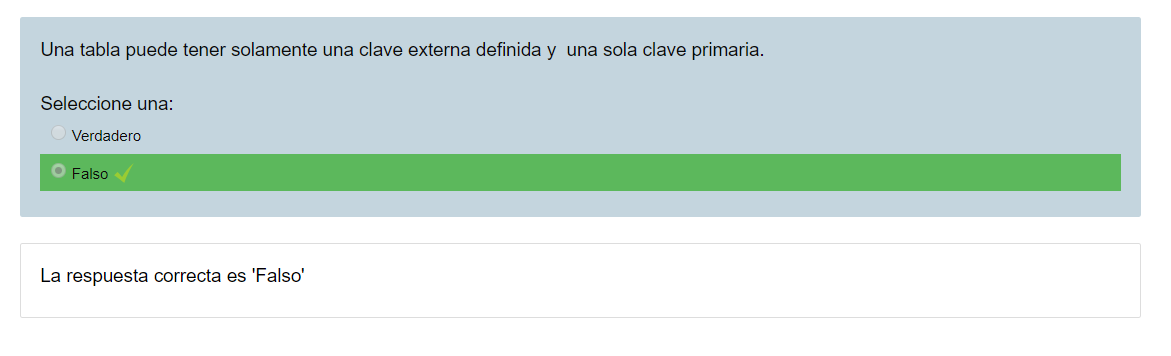 Una tabla puede tener solamente una clave externa definida y  una sola clave primaria.
Seleccione una:
Verdadero
Falso
La respuesta correcta es 'Falso'